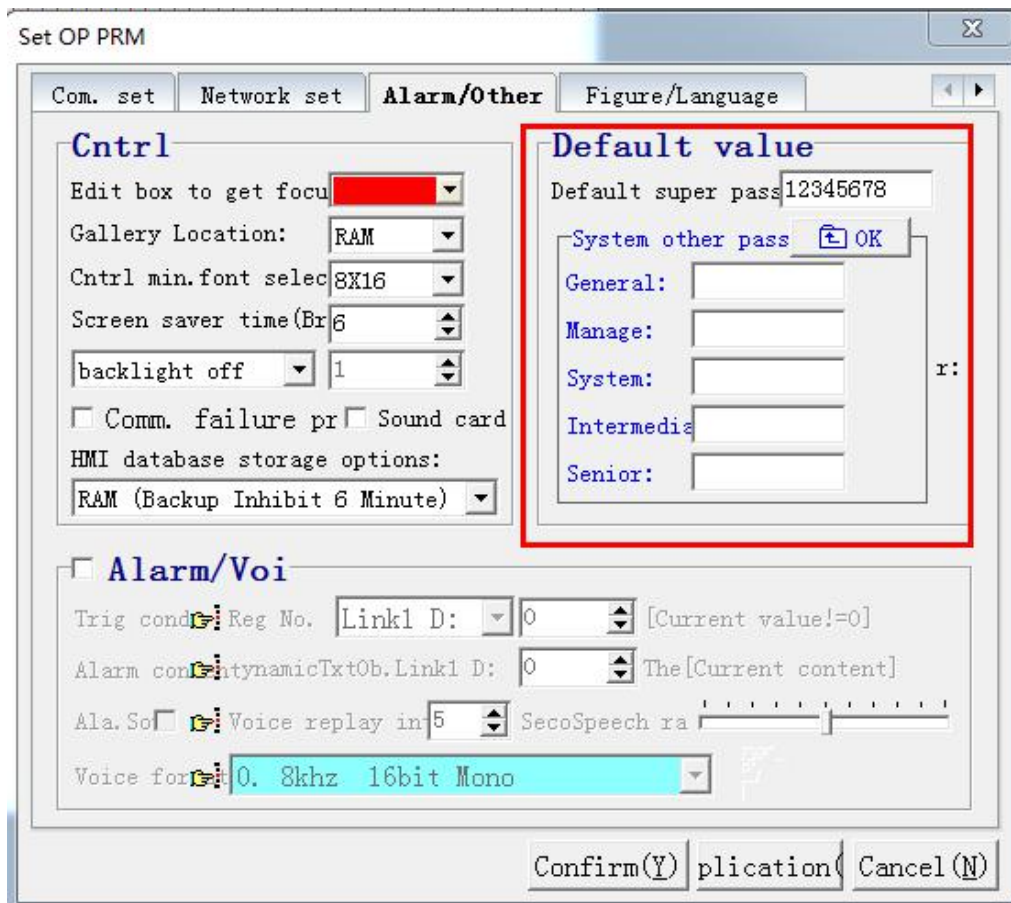 Set OP PRM
Com. set
Network set
Alarm/Other
Figure/Language
Cntrl
Edit box to get focu
Gallery Location:
RAM
Cntrl min.font selec
8X16
Screen saver time(Br
6
backlight off
1
Comm. failure pr
Sound card
HMI database storage options:
RAM (Backup Inhibit 6 Minute)
Default value
Default super pass
12345678
System other pass
OK
General:
Manage:
System:
Intermedia
Senior:
r:
Alarm/Voi
Trig cond
Reg No.
Link1 D:
0
[Current value!=0]
Alarm con
tynamicTxtOb.Link1 D:
0
The[Current content]
Ala.So
Voice replay in
5
Seco
Speech ra
Voice for
0. 8khz 16bit Mono
Confirm(Y)
plication(
Cancel(N)